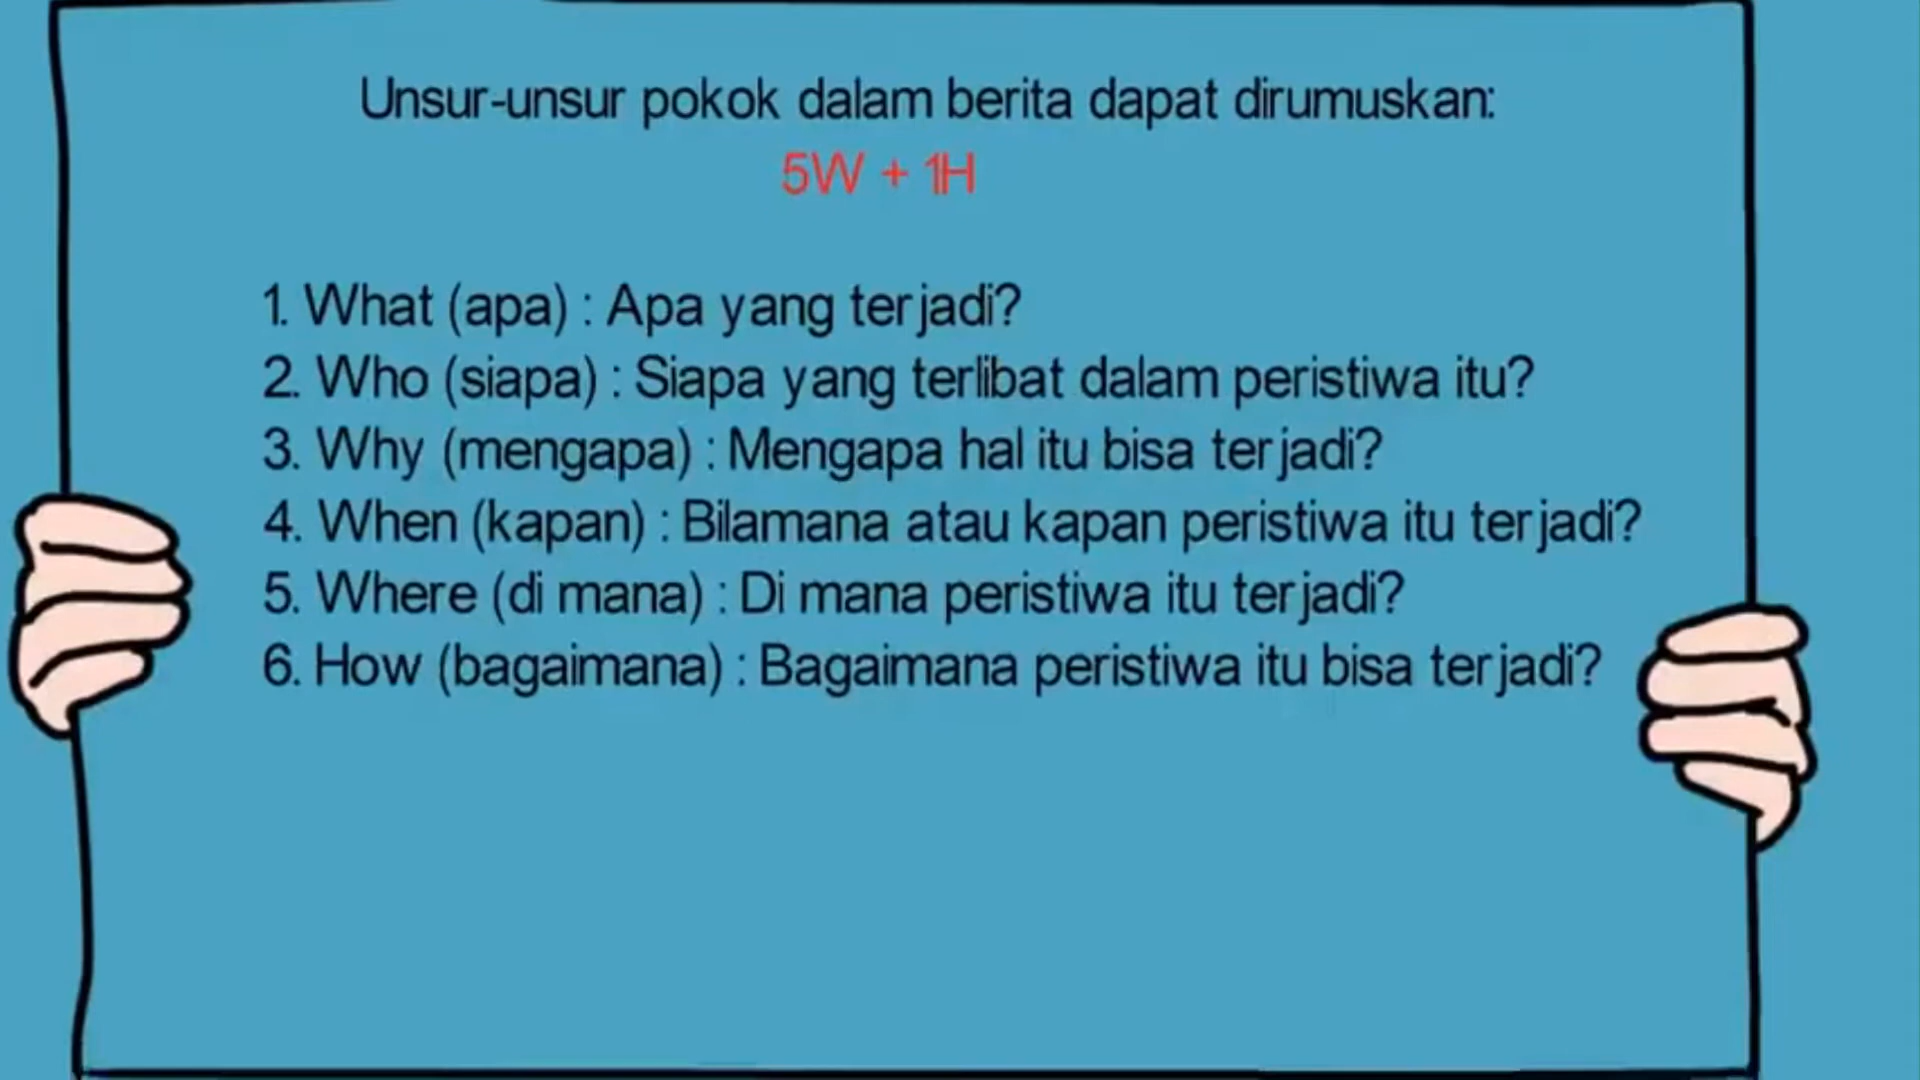 Unsur-unsur pokok dalam berita dapat dirumuskan:
5W + 1H
1. What (apa) : Apa yang terjadi?
2. Who (siapa) : Siapa yang terlibat dalam peristiwa itu?
3. Why (mengapa) : Mengapa hal itu bisa terjadi?
4. When (kapan) : Bilamana atau kapan peristiwa itu terjadi?
5. Where (di mana) : Di mana peristiwa itu terjadi?
6. How (bagaimana) : Bagaimana peristiwa itu bisa terjadi?